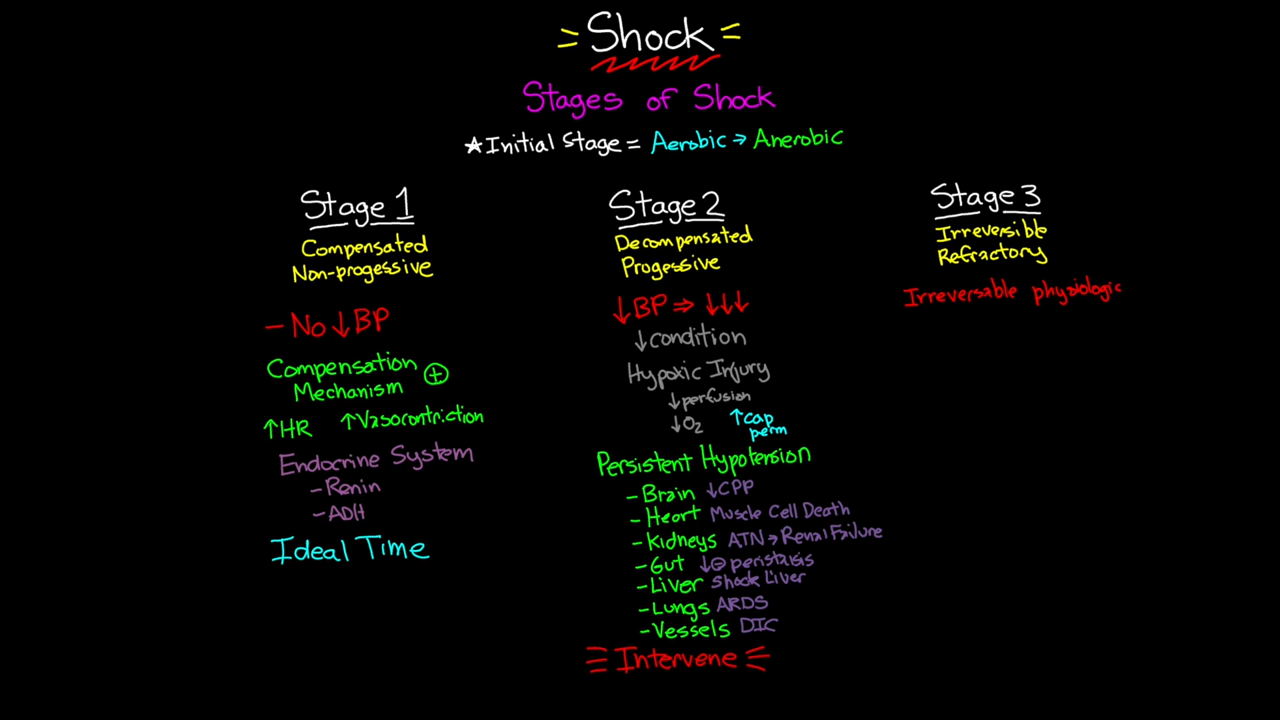 = Shock =
Stages of Shock
*Initial Stage = Aerobic → Anerobic
Stage 1
Compensated
Non-progessive
- No ↓BP
Compensation
Mechanism ⊕
↑HR ↑Vasocontriction
Endocrine System
- Renin
- ADH
Ideal Time
Stage 2
Decompensated
Progessive
↓BP ⇒ ↓↓↓
↓condition
Hypoxic Injury
↓perfusion
↓O₂ ↑cap
perm
Persistent Hypotension
- Brain ↓CPP
- Heart Muscle Cell Death
- Kidneys ATN → Renal Failure
- Gut ↓⊖ peristasis
- Liver Shock Liver
- Lungs ARDS
- Vessels DIC
Intervene
Stage 3
Irreversible
Refractory
Irreversable physiologic